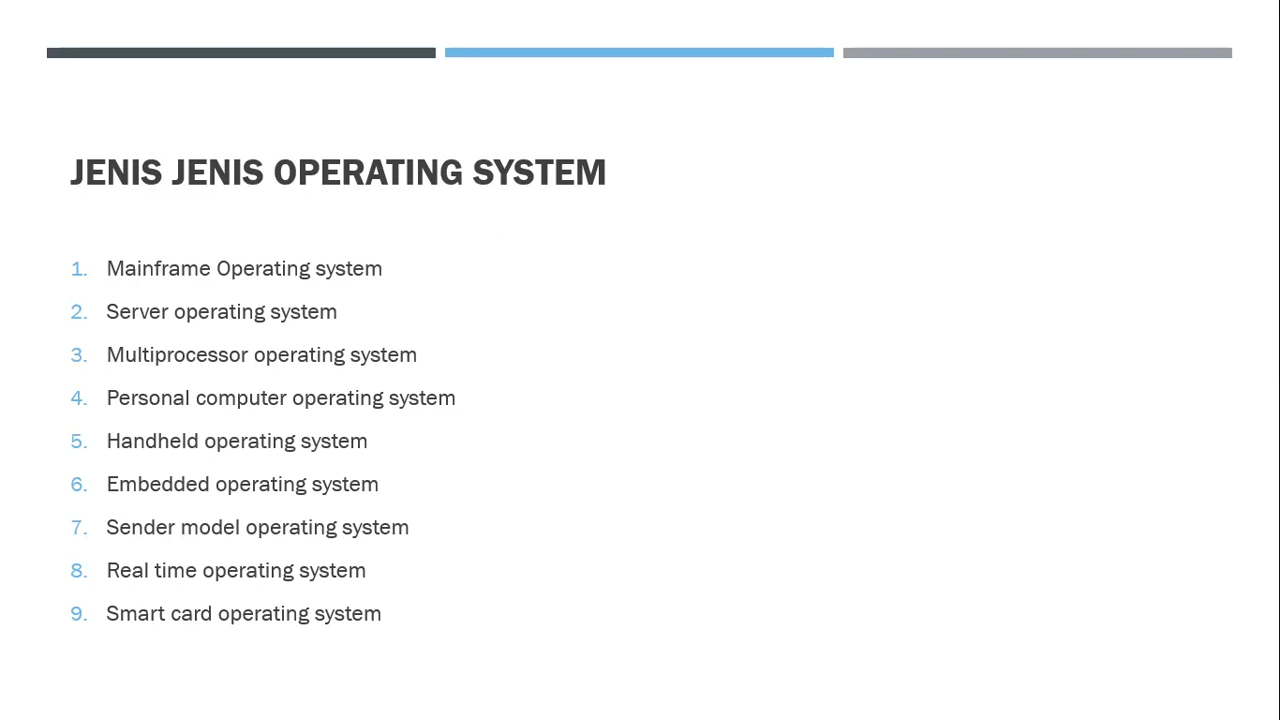 JENIS JENIS OPERATING SYSTEM
1. Mainframe Operating system
2. Server operating system
3. Multiprocessor operating system
4. Personal computer operating system
5. Handheld operating system
6. Embedded operating system
7. Sender model operating system
8. Real time operating system
9. Smart card operating system